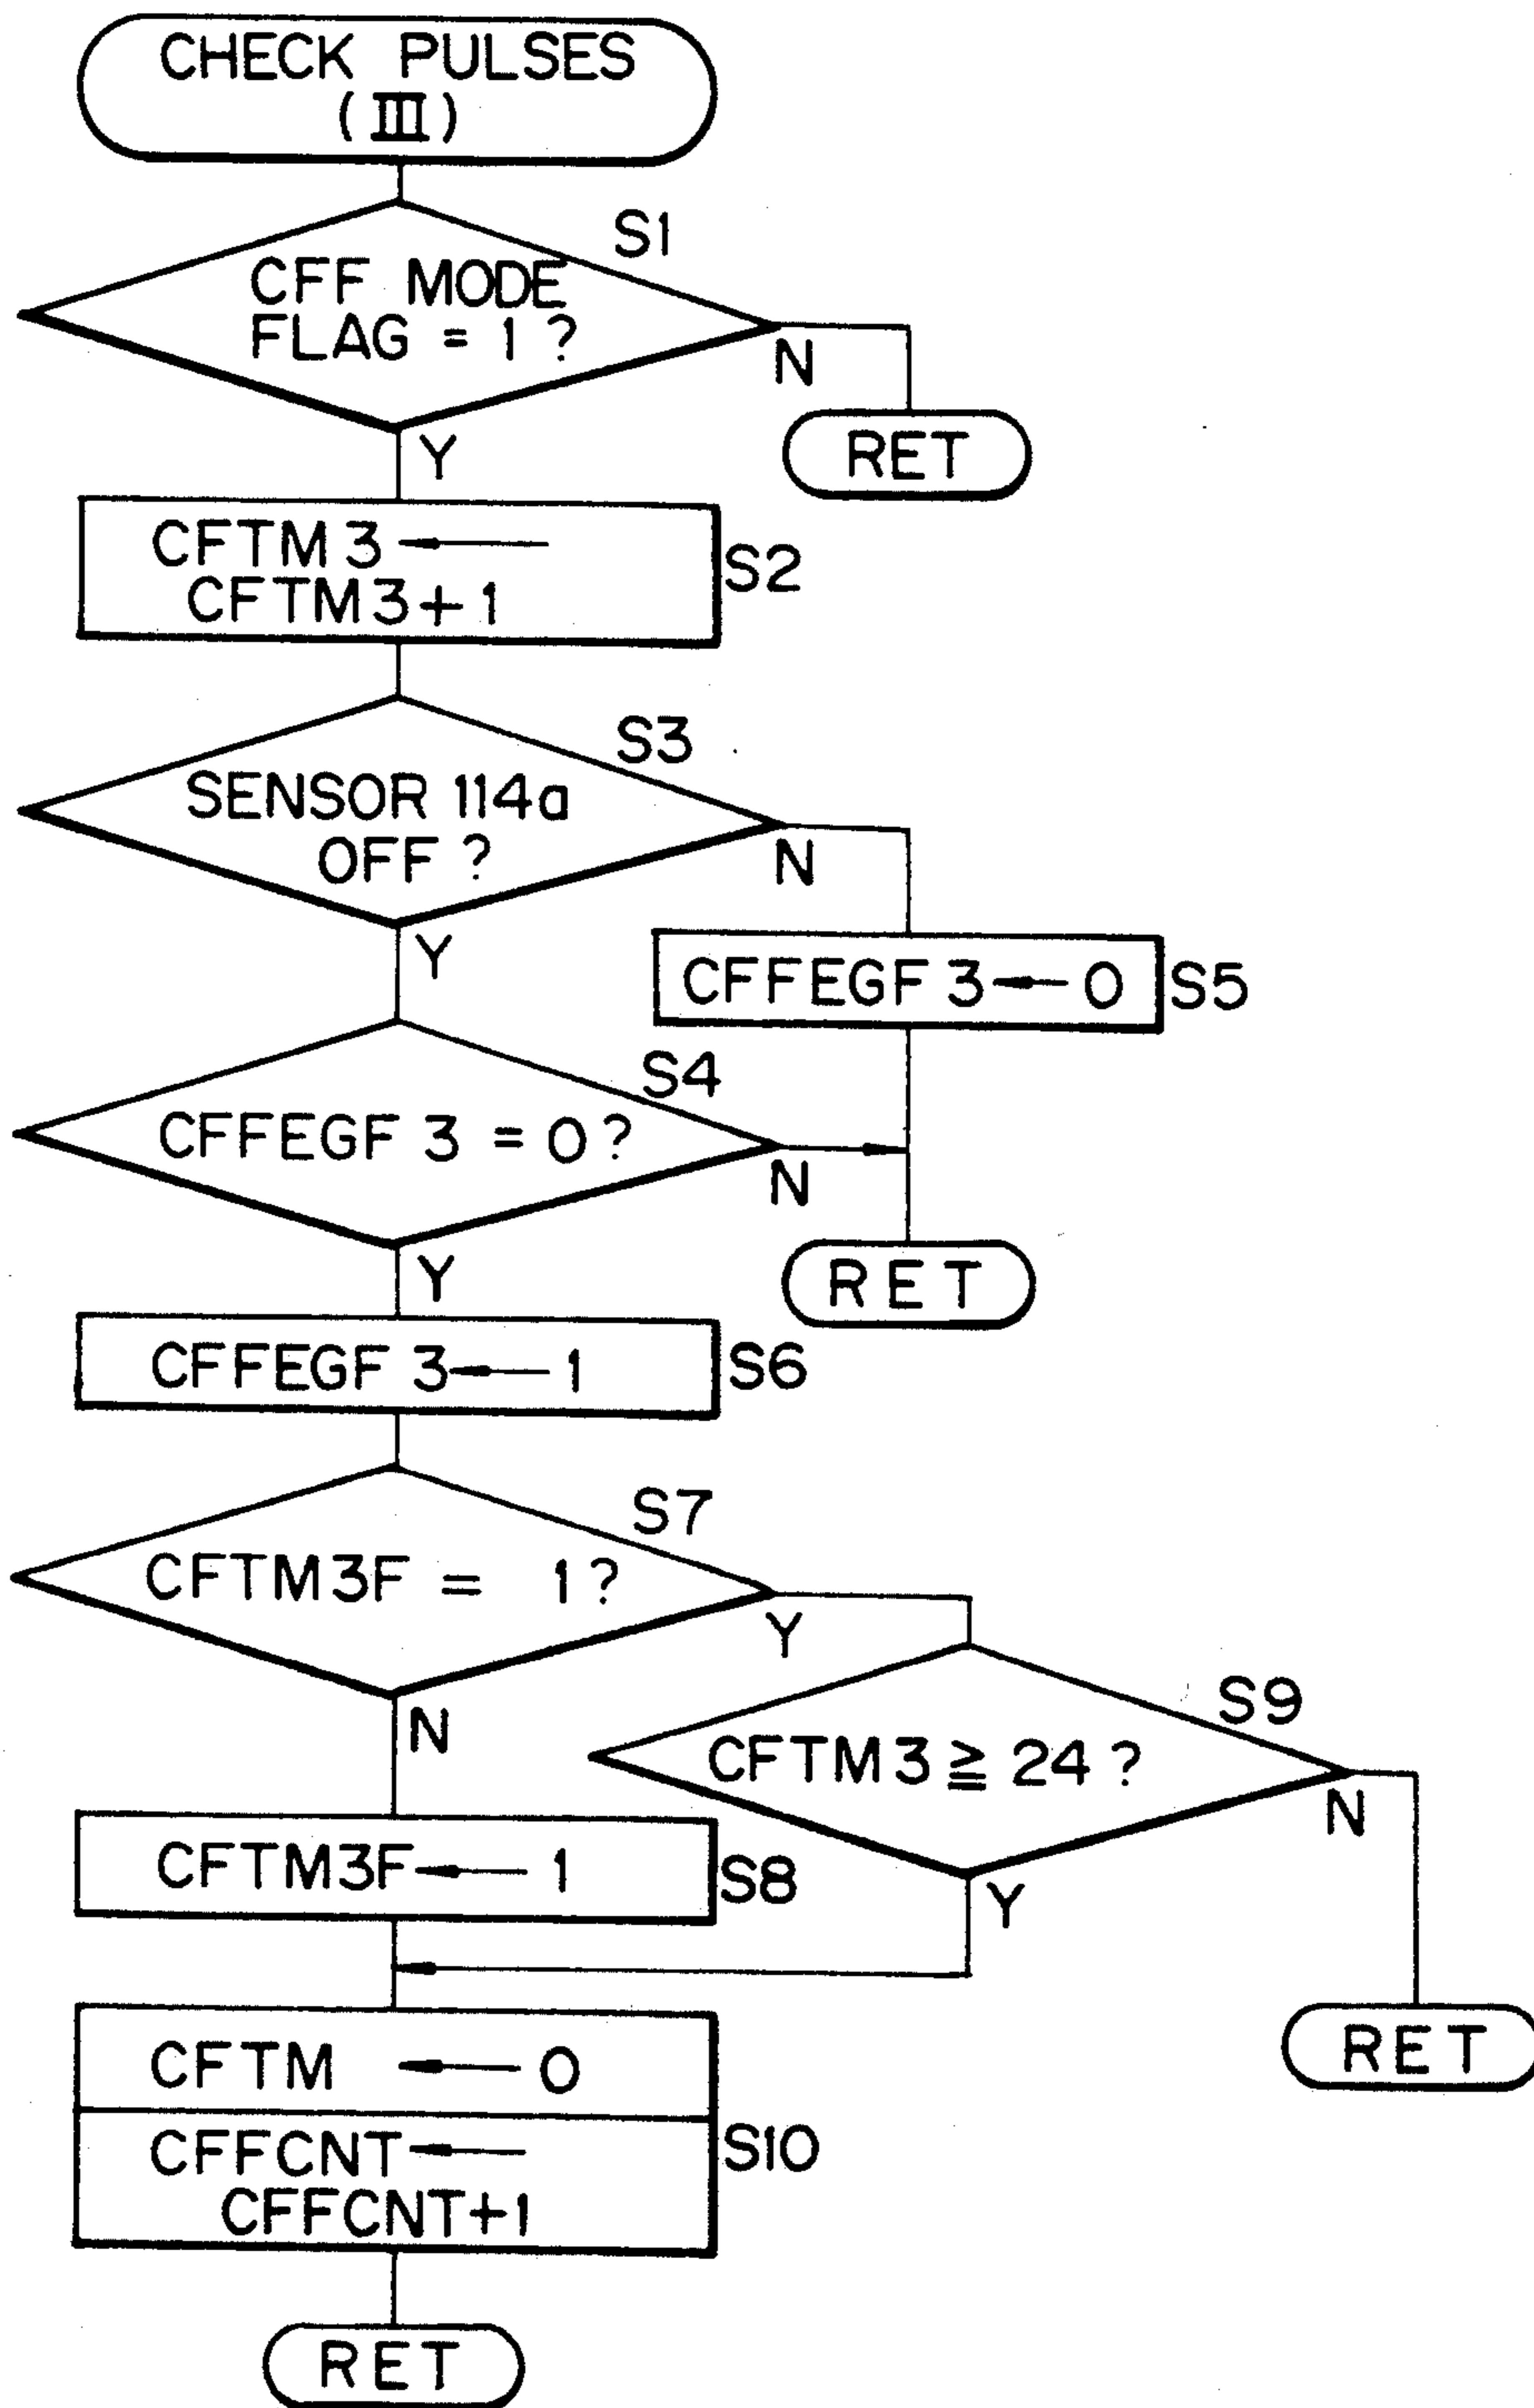 CHECK PULSES
(III)
S1
CFF MODE
FLAG = 1 ?
N
RET
Y
CFTM 3 ←
CFTM3+1
S2
S3
SENSOR 114a
OFF ?
N
Y
CFFEGF 3 ← 0
S5
S4
CFFEGF 3 = 0 ?
N
Y
RET
CFFEGF 3 ← 1
S6
S7
CFTM3F = 1 ?
Y
N
S9
CFTM3 ≧ 24 ?
N
Y
CFTM3F ← 1
S8
CFTM ← 0
RET
CFFCNT ←
CFFCNT+1
S10
RET